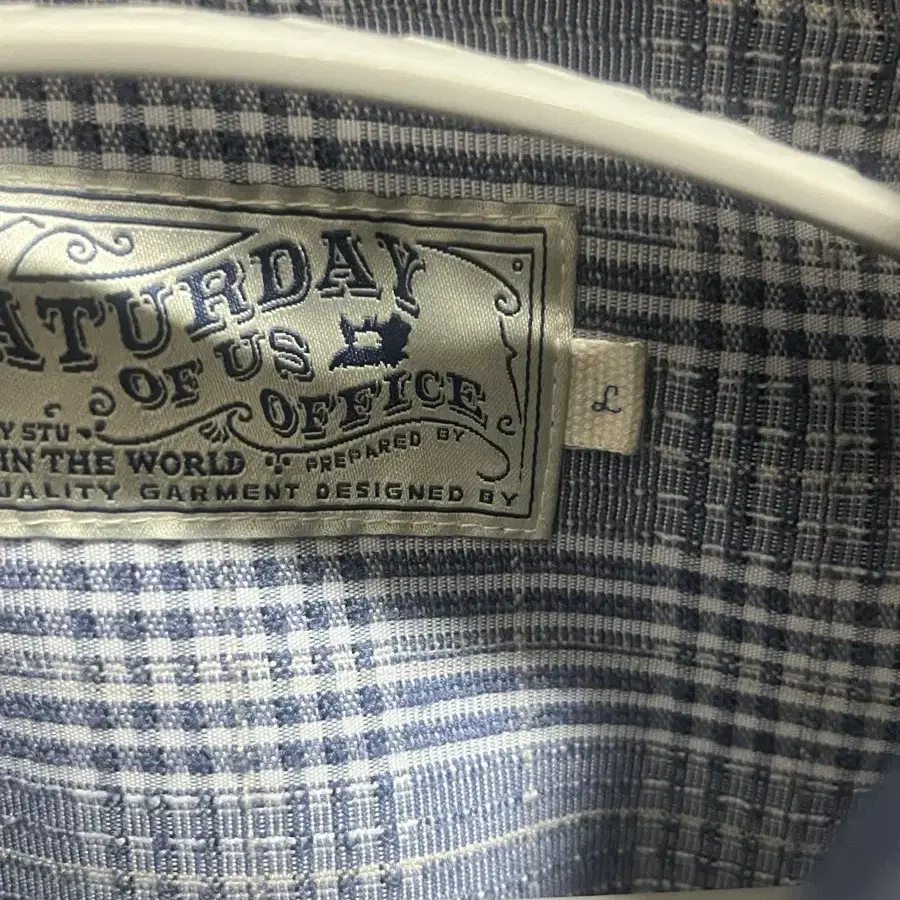 ATURDAY
OF US
OFFICE
Y STU
IN THE WORLD
PREPARED BY
UALITY GARMENT DESIGNED BY
L